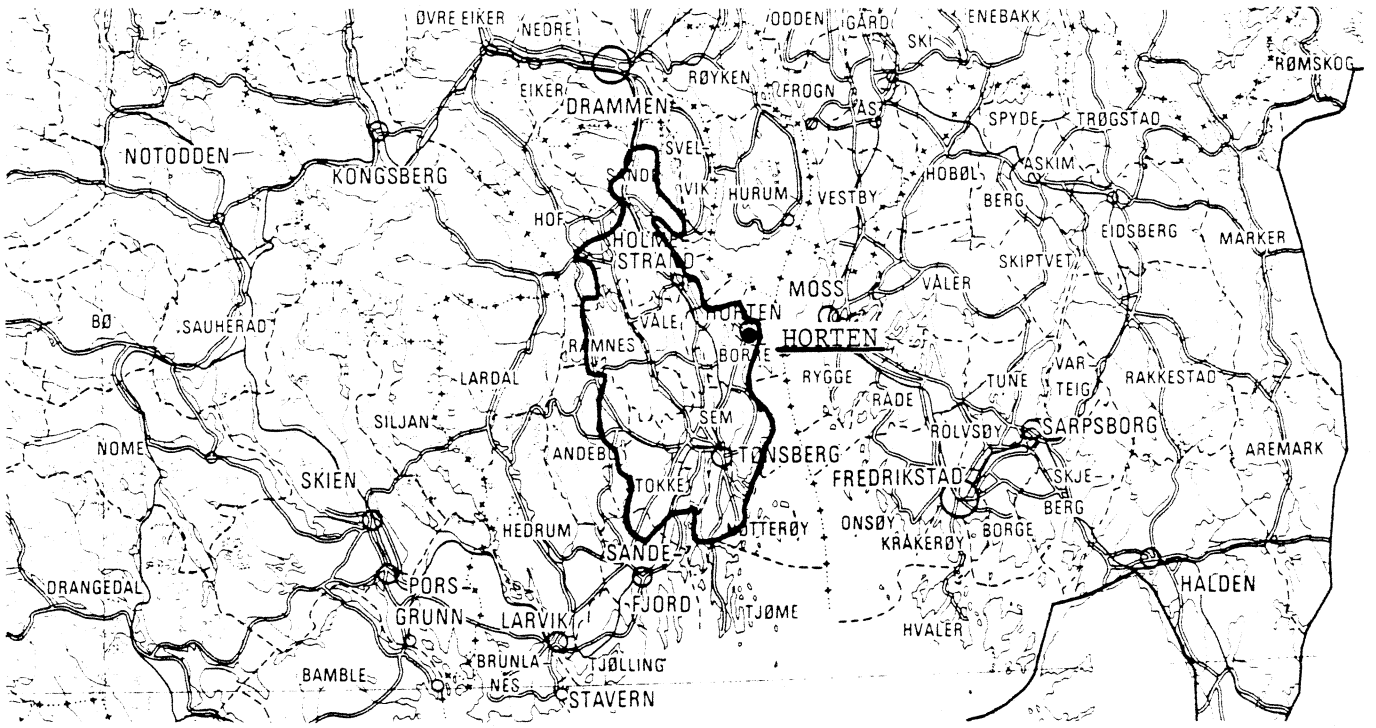 ØVRE EIKER
NEDRE
EIKER
DRAMMEN
RØYKEN
ODDEN
GÅRD
SKI
ENEBAKK
RØMSKOG
FROGN
ÅS
SPYDE-
BERG
TRØGSTAD
NOTODDEN
KONGSBERG
SVEL-
VIK
HURUM
VESTBY
HOBØL
ASKIM
EIDSBERG
MARKER
HOF
HOLM-
STRAND
SKIPTVET
MOSS
VÅLER
HORTEN
HORTEN
BØ
SAUHERAD
VÅLE
RAMNES
BORRE
RYGGE
RÅDE
TUNE
VAR-
TEIG
RAKKESTAD
LARDAL
SILJAN
SEM
ROLVSØY
SARPSBORG
AREMARK
NOME
SKIEN
ANDEBU
TØNSBERG
FREDRIKSTAD
SKJE-
BERG
TOKKE
HEDRUM
NØTTERØY
ONSØY
KRÅKERØY
BORGE
SANDE-
FJORD
DRANGEDAL
PORS-
GRUNN
LARVIK
TJØME
HVALER
HALDEN
BAMBLE
BRUNLA-
NES
TJØLLING
STAVERN